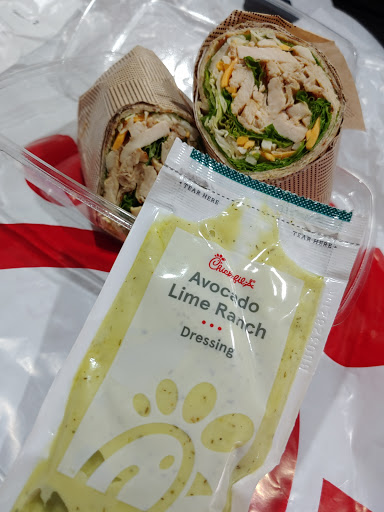 TEAR HERE
TEAR HERE
Chick-fil-A
Avocado
Lime Ranch
Dressing